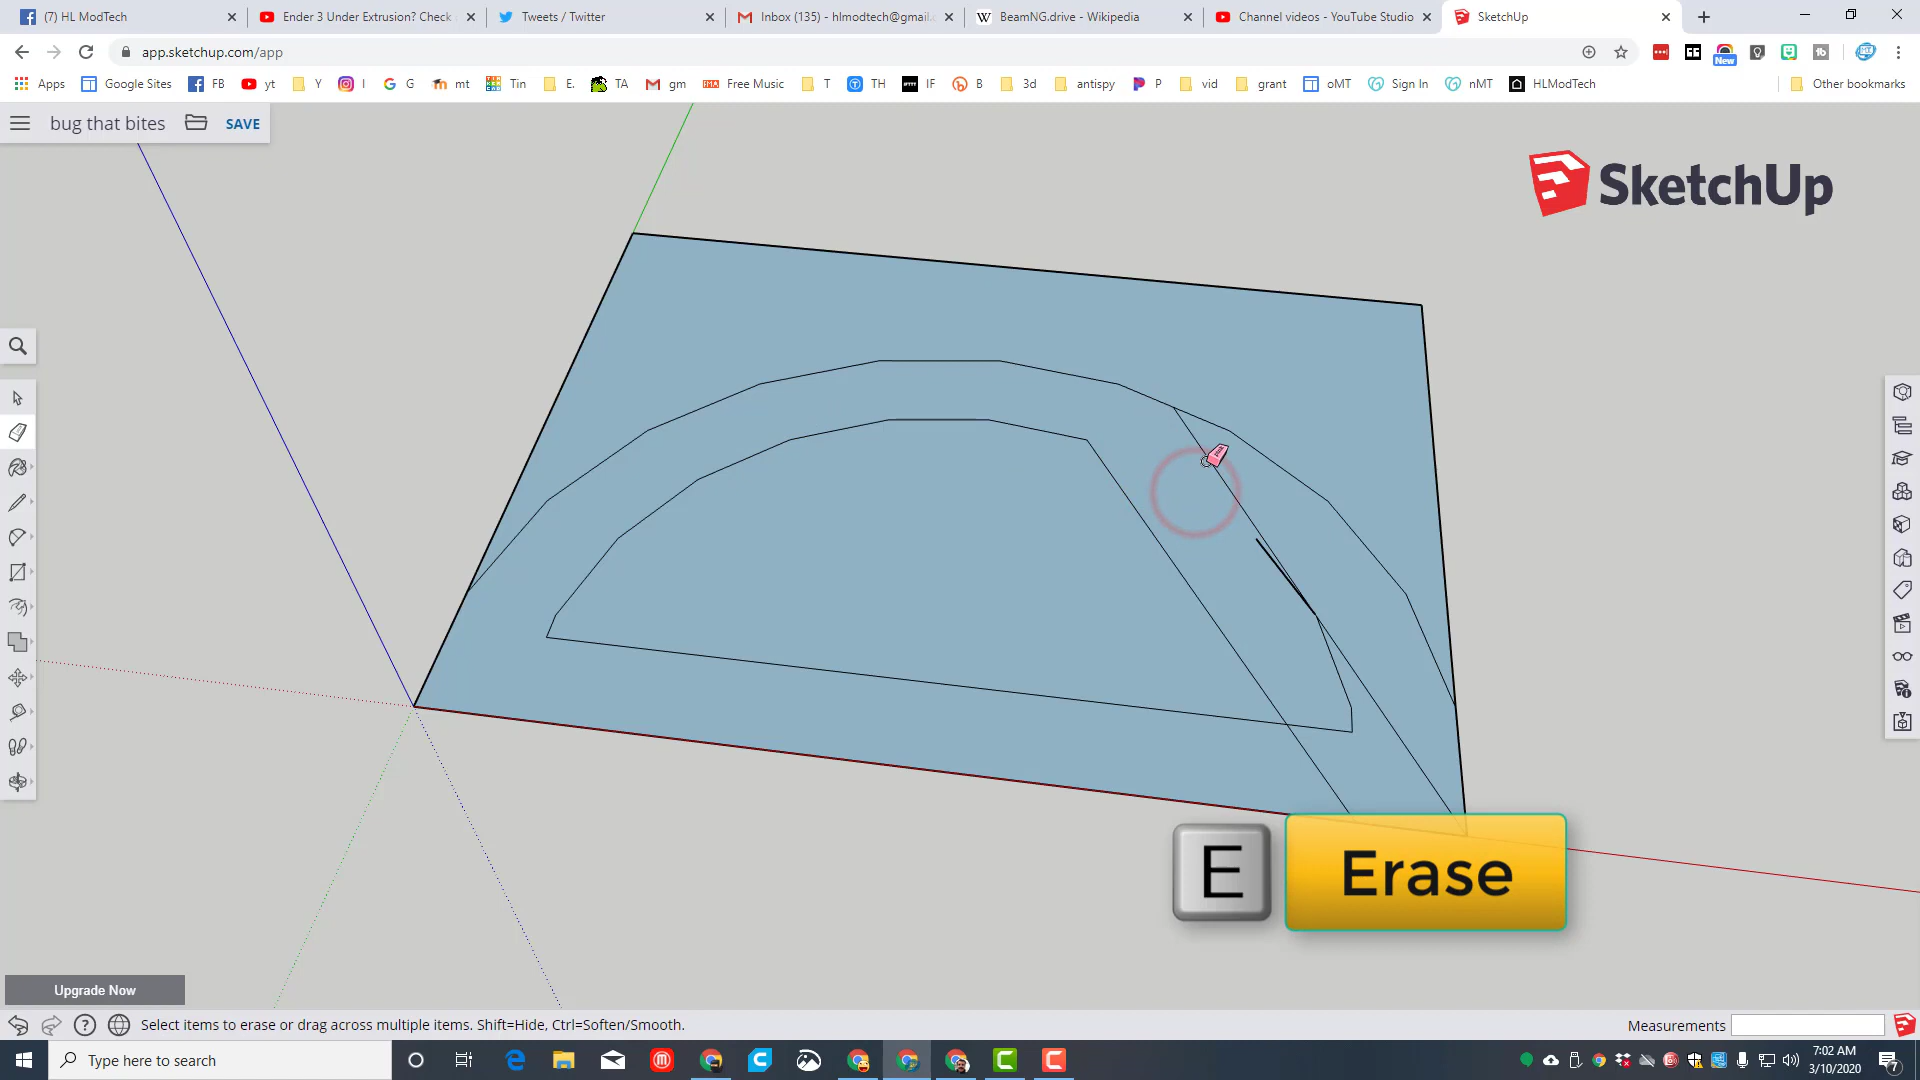 (7) HL ModTech
Ender 3 Under Extrusion? Check
Tweets / Twitter
Inbox (135) - hlmodtech@gmail.c
BeamNG.drive - Wikipedia
Channel videos - YouTube Studio
SketchUp
app.sketchup.com/app
New
Apps
Google Sites
FB
yt
Y
I
G
mt
Tin
E.
TA
gm
Free Music
T
TH
IF
B
3d
antispy
P
vid
grant
oMT
Sign In
nMT
HLModTech
Other bookmarks
bug that bites
SAVE
SketchUp
E
Erase
Upgrade Now
Select items to erase or drag across multiple items. Shift=Hide, Ctrl=Soften/Smooth.
Measurements
Type here to search
7:02 AM
3/10/2020
7